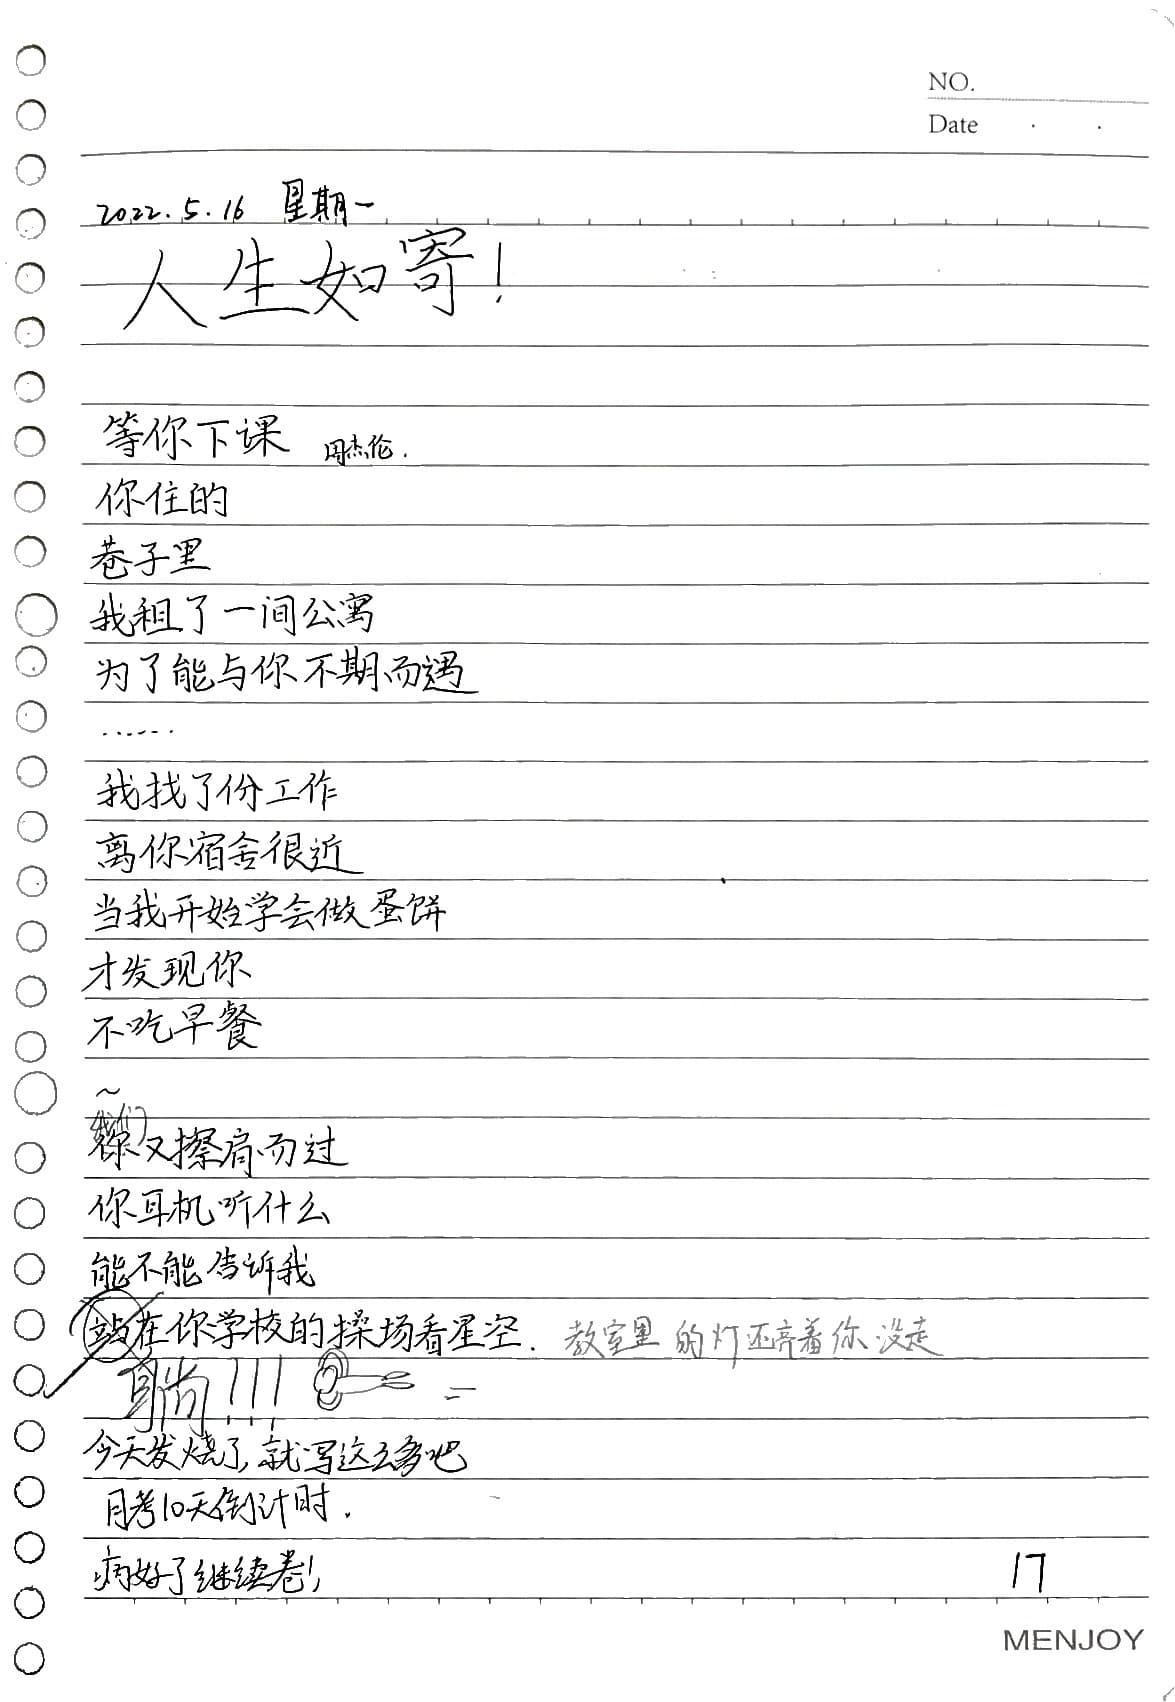 NO.
Date
2022.5.16 星期一
人生如寄!
等你下课 周杰伦.
你住的
巷子里
我租了一间公寓
为了能与你不期而遇
......
我找了份工作
离你宿舍很近
当我开始学会做蛋饼
才发现你
不吃早餐
~
我们
你又擦肩而过
你耳机听什么
能不能告诉我
站在你学校的操场看星空. 教室里的灯还亮着你没走
躺!!!
今天发烧了,就写这么多吧
月考10天倒计时.
病好了继续卷!
17
MENJOY